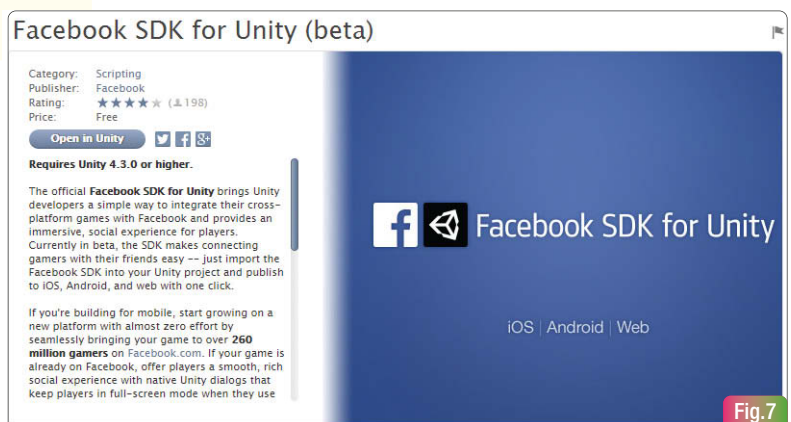 Facebook SDK for Unity (beta)
Category: Scripting
Publisher: Facebook
Rating: (198)
Price: Free
Open in Unity
Requires Unity 4.3.0 or higher.
The official Facebook SDK for Unity brings Unity
developers a simple way to integrate their cross-
platform games with Facebook and provides an
immersive, social experience for players.
Currently in beta, the SDK makes connecting
gamers with their friends easy -- just import the
Facebook SDK into your Unity project and publish
to iOS, Android, and web with one click.
If you're building for mobile, start growing on a
new platform with almost zero effort by
seamlessly bringing your game to over 260
million gamers on Facebook.com. If your game is
already on Facebook, offer players a smooth, rich
social experience with native Unity dialogs that
keep players in full-screen mode when they use
Facebook SDK for Unity
iOS | Android | Web
Fig.7